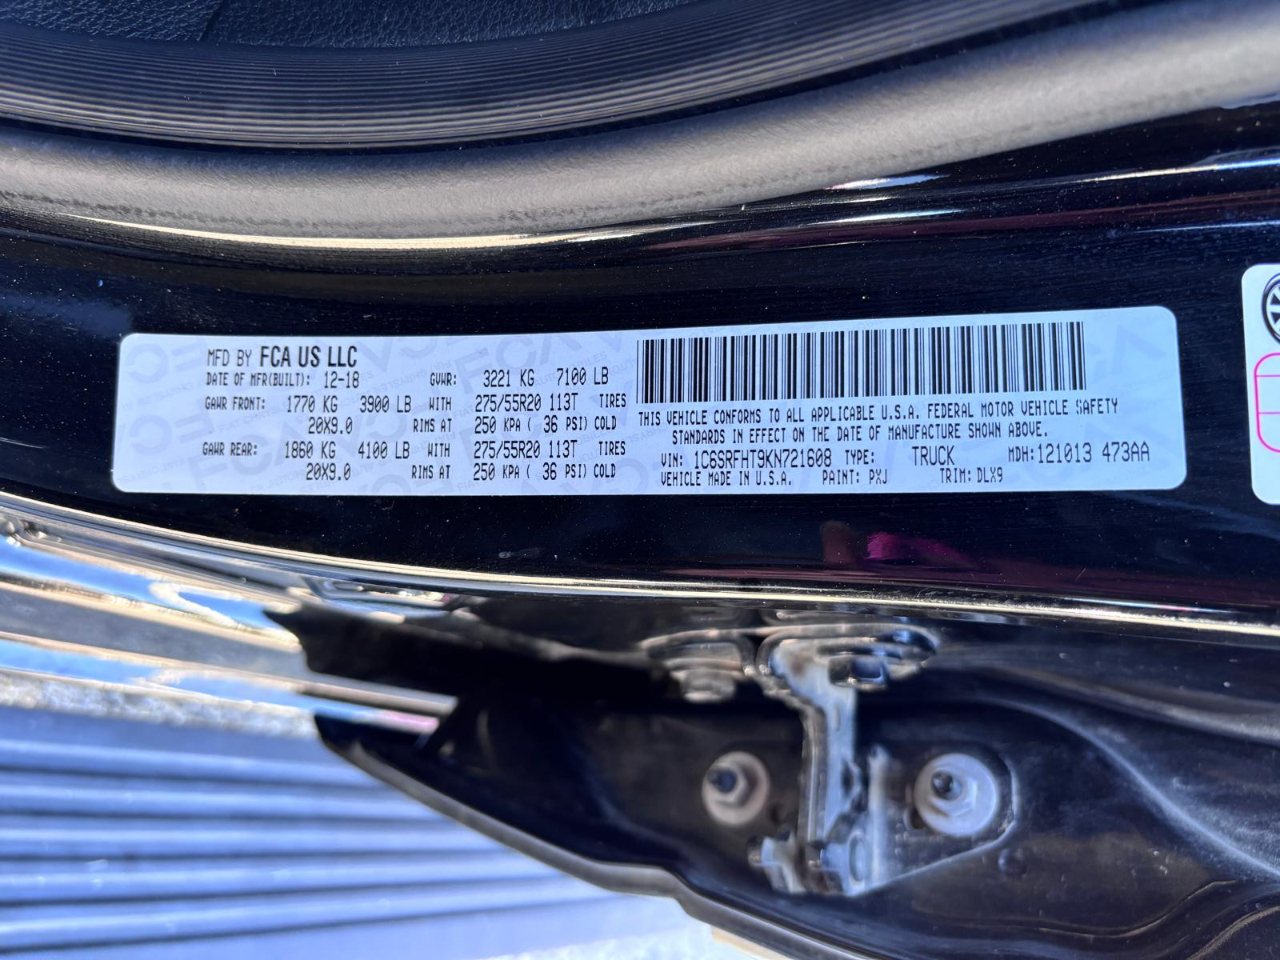 MFD BY FCA US LLC
DATE OF MFR(BUILT): 12-18 GVWR: 3221 KG 7100 LB
GAWR FRONT: 1770 KG 3900 LB WITH 275/55R20 113T TIRES
20X9.0 RIMS AT 250 KPA ( 36 PSI) COLD
GAWR REAR: 1860 KG 4100 LB WITH 275/55R20 113T TIRES
20X9.0 RIMS AT 250 KPA ( 36 PSI) COLD
THIS VEHICLE CONFORMS TO ALL APPLICABLE U.S.A. FEDERAL MOTOR VEHICLE SAFETY
STANDARDS IN EFFECT ON THE DATE OF MANUFACTURE SHOWN ABOVE.
VIN: 1C6SRFHT9KN721608 TYPE: TRUCK MDH: 121013 473AA
VEHICLE MADE IN U.S.A. PAINT: PXJ TRIM: DLX9